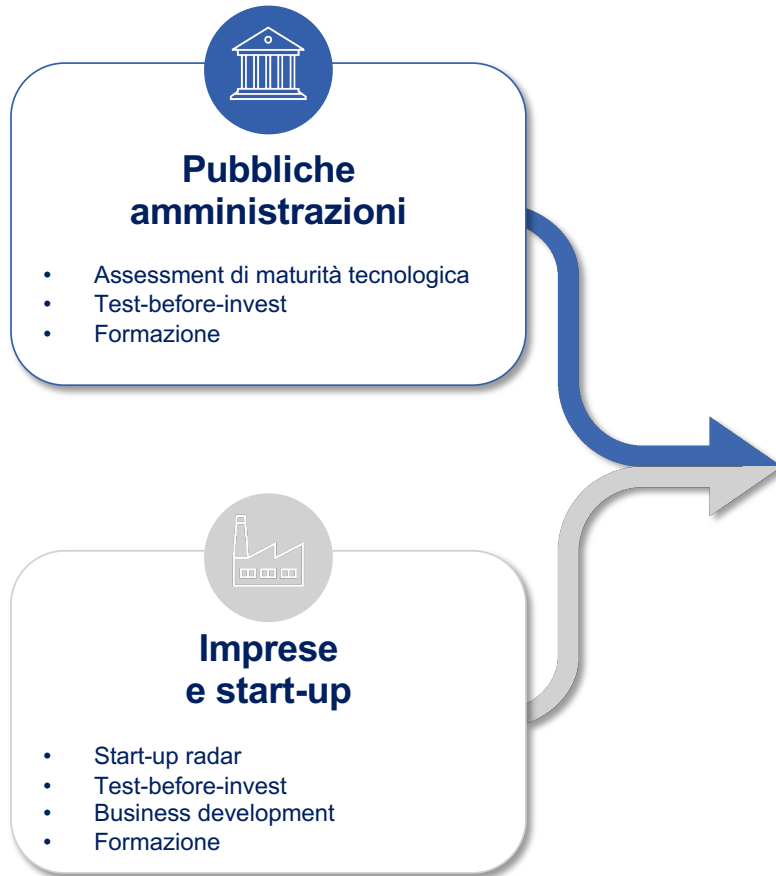 Pubbliche
amministrazioni
• Assessment di maturità tecnologica
• Test-before-invest
• Formazione
Imprese
e start-up
• Start-up radar
• Test-before-invest
• Business development
• Formazione